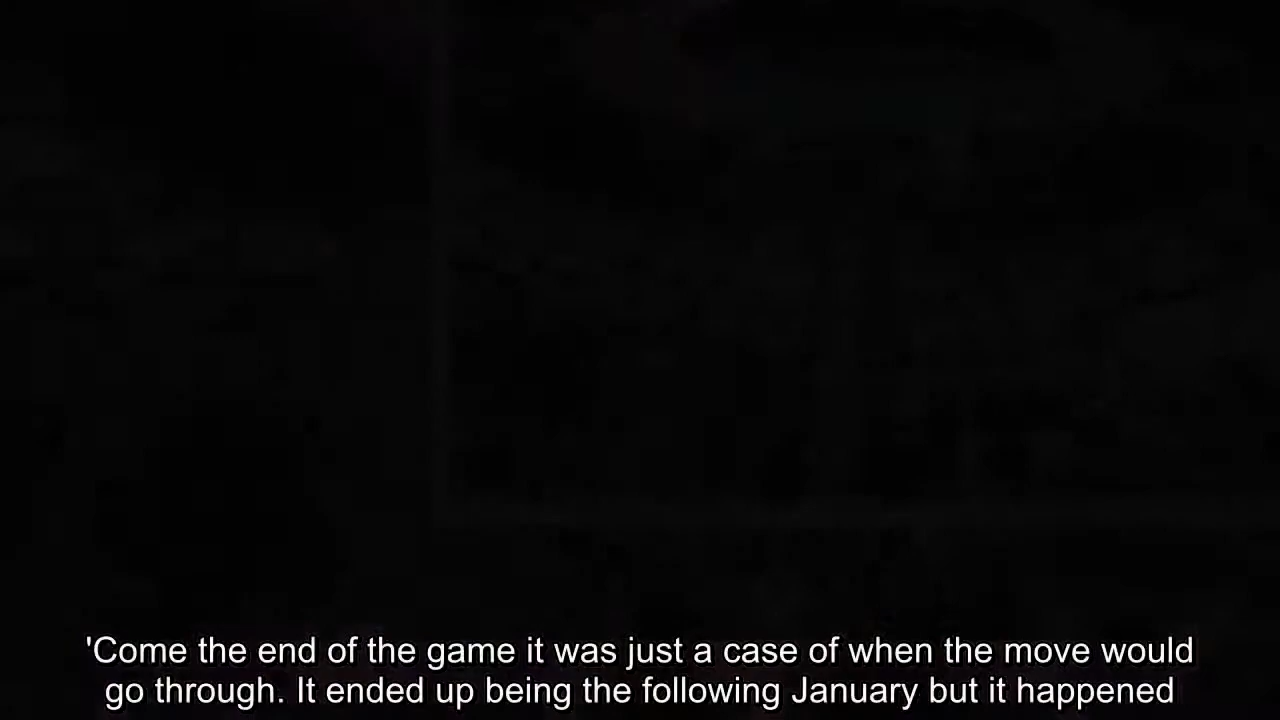 'Come the end of the game it was just a case of when the move would
go through. It ended up being the following January but it happened